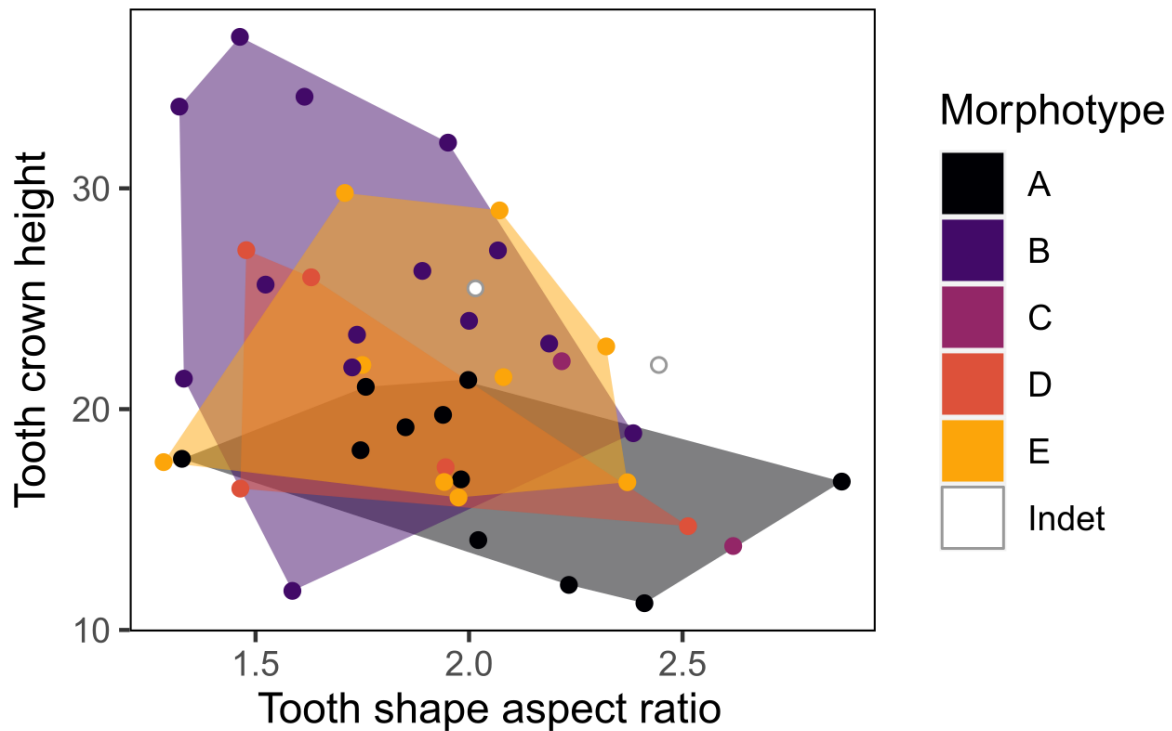 Tooth crown height
30
20
10
1.5 2.0 2.5
Tooth shape aspect ratio
Morphotype
A
B
C
D
E
Indet